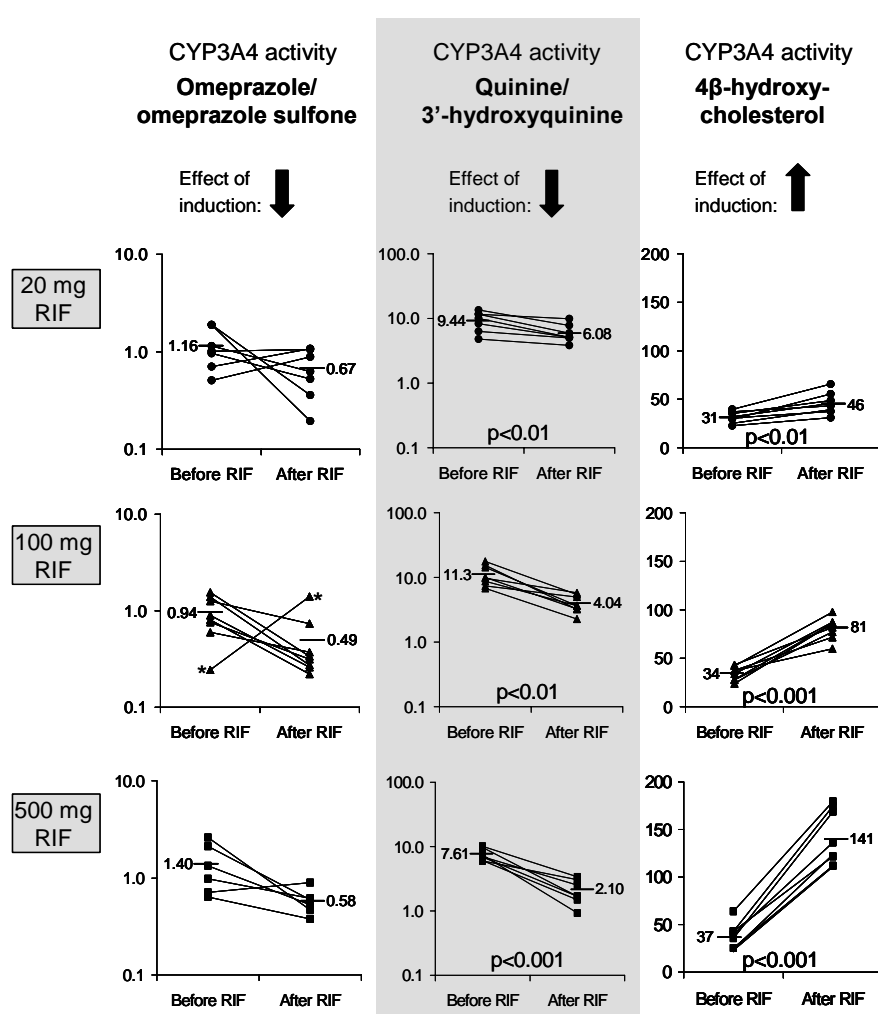 CYP3A4 activity
Omeprazole/
omeprazole sulfone
CYP3A4 activity
Quinine/
3’-hydroxyquinine
CYP3A4 activity
4β-hydroxy-
cholesterol
Effect of
induction:
Effect of
induction:
Effect of
induction:
20 mg
RIF
10.0
1.0
0.1
1.16
0.67
Before RIF After RIF
100.0
10.0
1.0
0.1
9.44
6.08
p<0.01
Before RIF After RIF
200
150
100
50
0
31
46
p<0.01
Before RIF After RIF
100 mg
RIF
10.0
1.0
0.1
0.94
*
*
0.49
Before RIF After RIF
100.0
10.0
1.0
0.1
11.3
4.04
p<0.01
Before RIF After RIF
200
150
100
50
0
34
81
p<0.001
Before RIF After RIF
500 mg
RIF
10.0
1.0
0.1
1.40
0.58
Before RIF After RIF
100.0
10.0
1.0
0.1
7.61
2.10
p<0.001
Before RIF After RIF
200
150
100
50
0
37
141
p<0.001
Before RIF After RIF